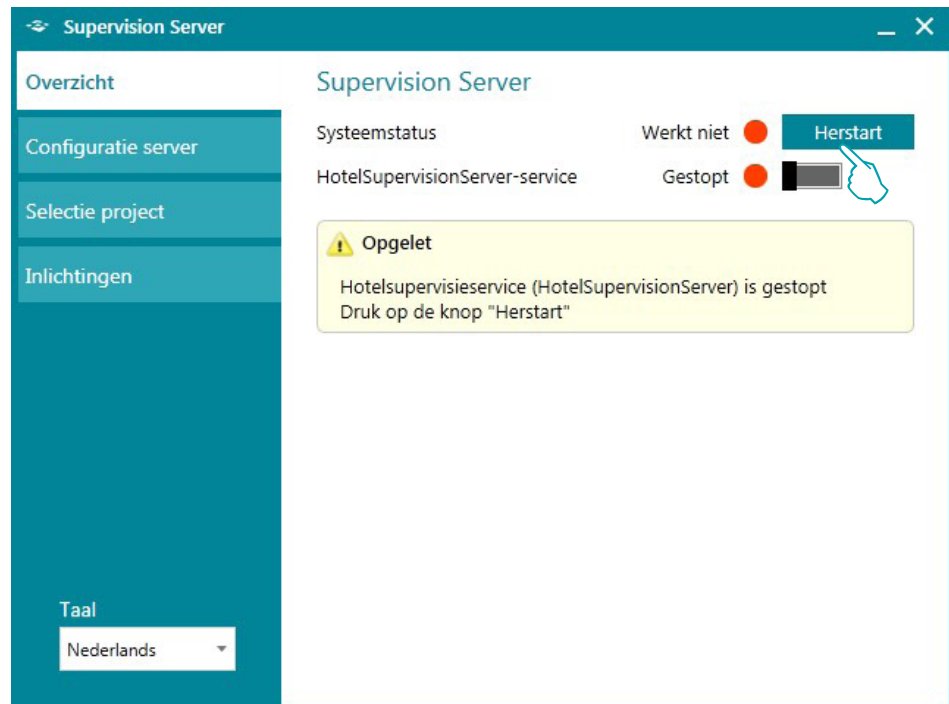 Supervision Server
Overzicht
Configuratie server
Selectie project
Inlichtingen
Taal
Nederlands
Supervision Server
Systeemstatus Werkt niet Herstart
HotelSupervisionServer-service Gestopt
Opgelet
Hotelsupervisieservice (HotelSupervisionServer) is gestopt
Druk op de knop "Herstart"